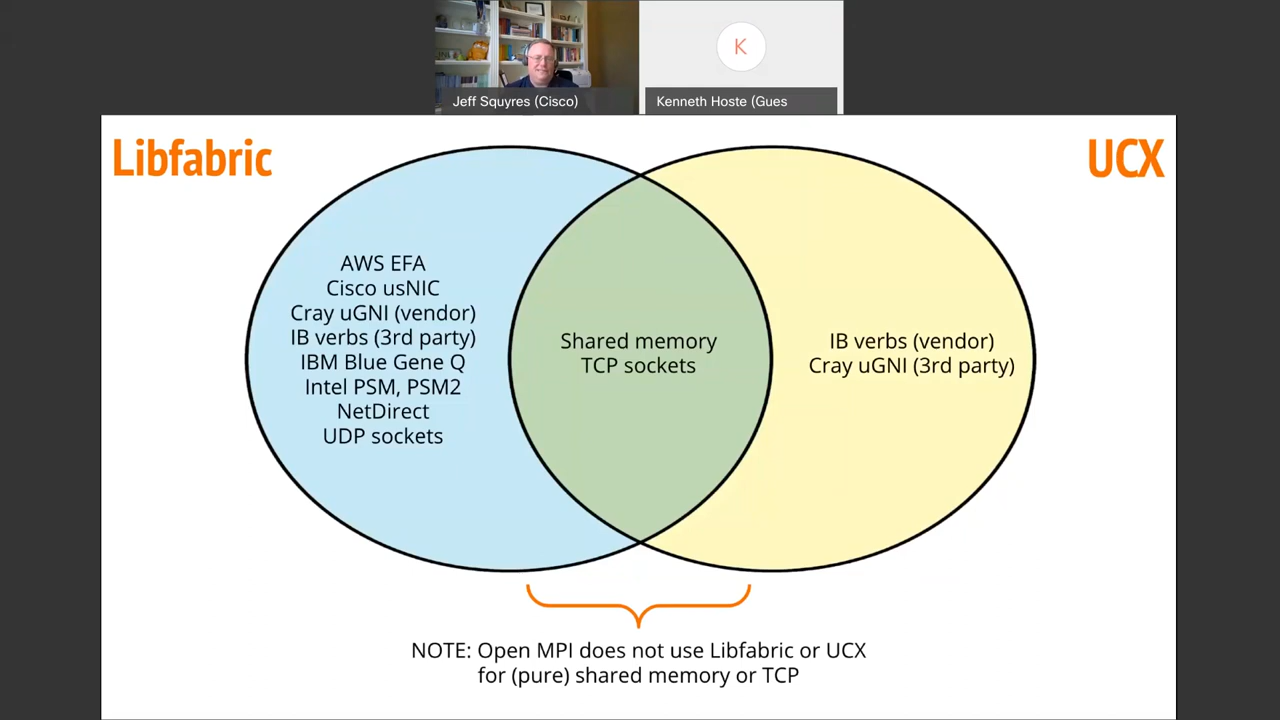 K
Jeff Squyres (Cisco)
Kenneth Hoste (Gues
Libfabric
UCX
AWS EFA
Cisco usNIC
Cray uGNI (vendor)
IB verbs (3rd party)
IBM Blue Gene Q
Intel PSM, PSM2
NetDirect
UDP sockets
Shared memory
TCP sockets
IB verbs (vendor)
Cray uGNI (3rd party)
NOTE: Open MPI does not use Libfabric or UCX
for (pure) shared memory or TCP